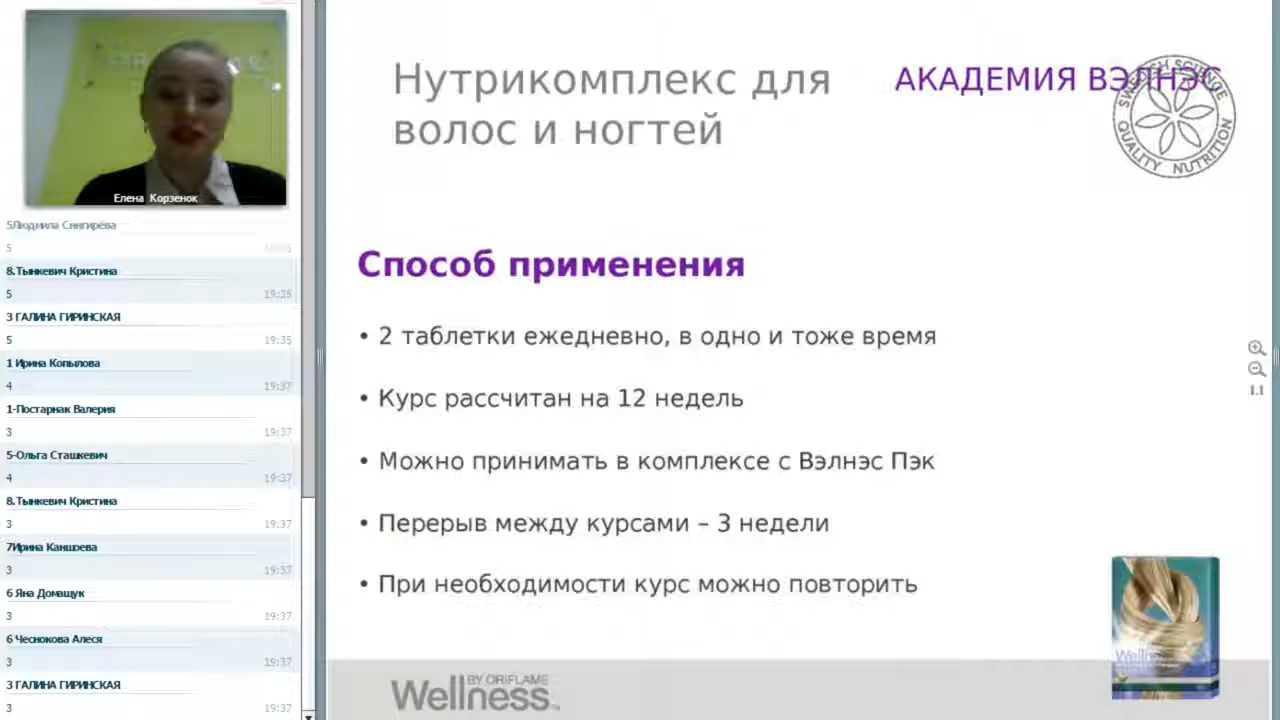 Елена Корзенок
5Людмила Снигирёва
5
8.Тынкевич Кристина
5 19:35
3 ГАЛИНА ГИРИНСКАЯ
5 19:35
1 Ирина Копылова
4 19:37
1-Постарнак Валерия
3 19:37
5-Ольга Сташкевич
4 19:37
8.Тынкевич Кристина
3 19:37
7Ирина Каншоева
3 19:37
6 Яна Домащук
3 19:37
6 Чеснокова Алеся
3 19:37
3 ГАЛИНА ГИРИНСКАЯ
3 19:37
Нутрикомплекс для
волос и ногтей
АКАДЕМИЯ ВЭЛНЭС
SWEDISH SCIENCE
QUALITY NUTRITION
Способ применения
• 2 таблетки ежедневно, в одно и тоже время
• Курс рассчитан на 12 недель
• Можно принимать в комплексе с Вэлнэс Пэк
• Перерыв между курсами – 3 недели
• При необходимости курс можно повторить
1:1
BY ORIFLAME
Wellness